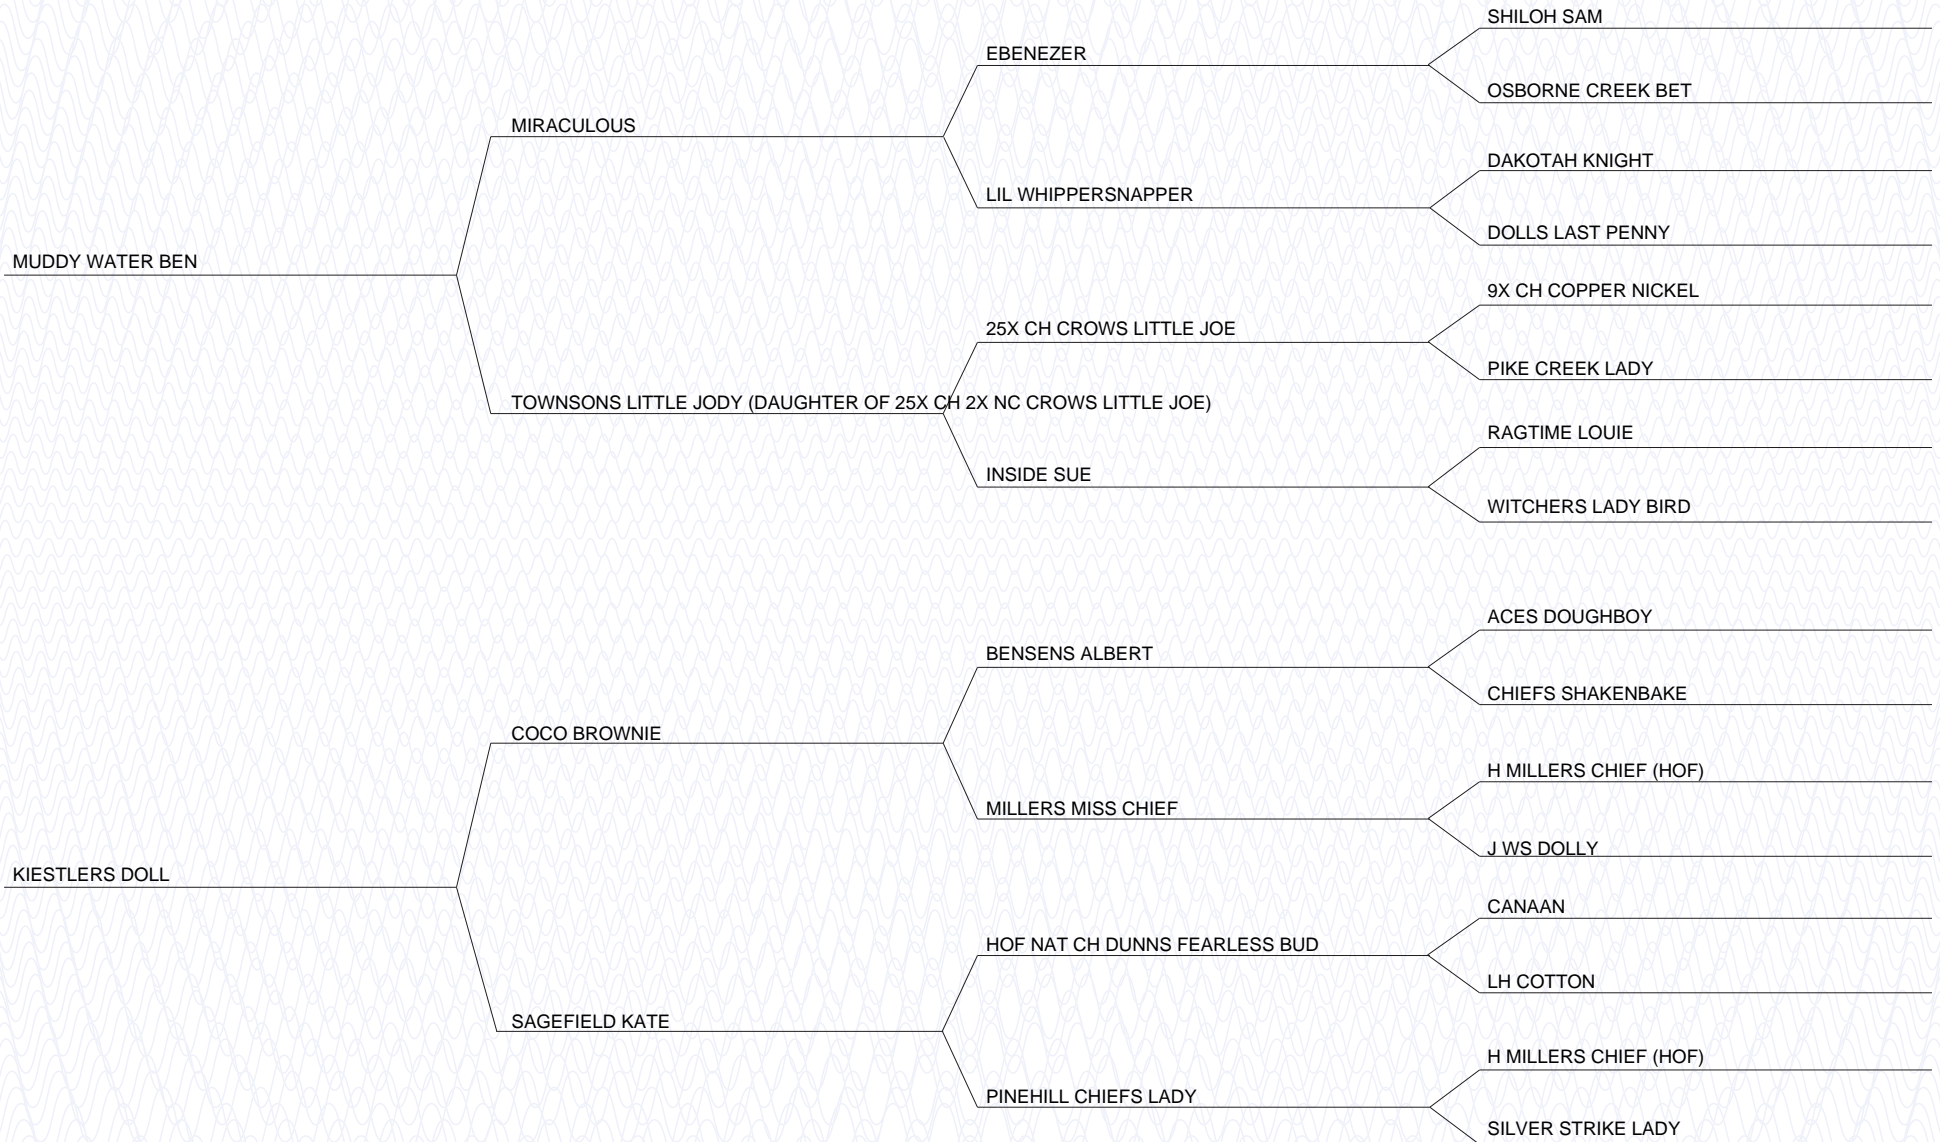 SHILOH SAM
EBENEZER
OSBORNE CREEK BET
MIRACULOUS
DAKOTAH KNIGHT
LIL WHIPPERSNAPPER
DOLLS LAST PENNY
MUDDY WATER BEN
9X CH COPPER NICKEL
25X CH CROWS LITTLE JOE
PIKE CREEK LADY
TOWNSONS LITTLE JODY (DAUGHTER OF 25X CH 2X NC CROWS LITTLE JOE)
RAGTIME LOUIE
INSIDE SUE
WITCHERS LADY BIRD
ACES DOUGHBOY
BENSENS ALBERT
CHIEFS SHAKENBAKE
COCO BROWNIE
H MILLERS CHIEF (HOF)
MILLERS MISS CHIEF
J WS DOLLY
KIESTLERS DOLL
CANAAN
HOF NAT CH DUNNS FEARLESS BUD
LH COTTON
SAGEFIELD KATE
H MILLERS CHIEF (HOF)
PINEHILL CHIEFS LADY
SILVER STRIKE LADY